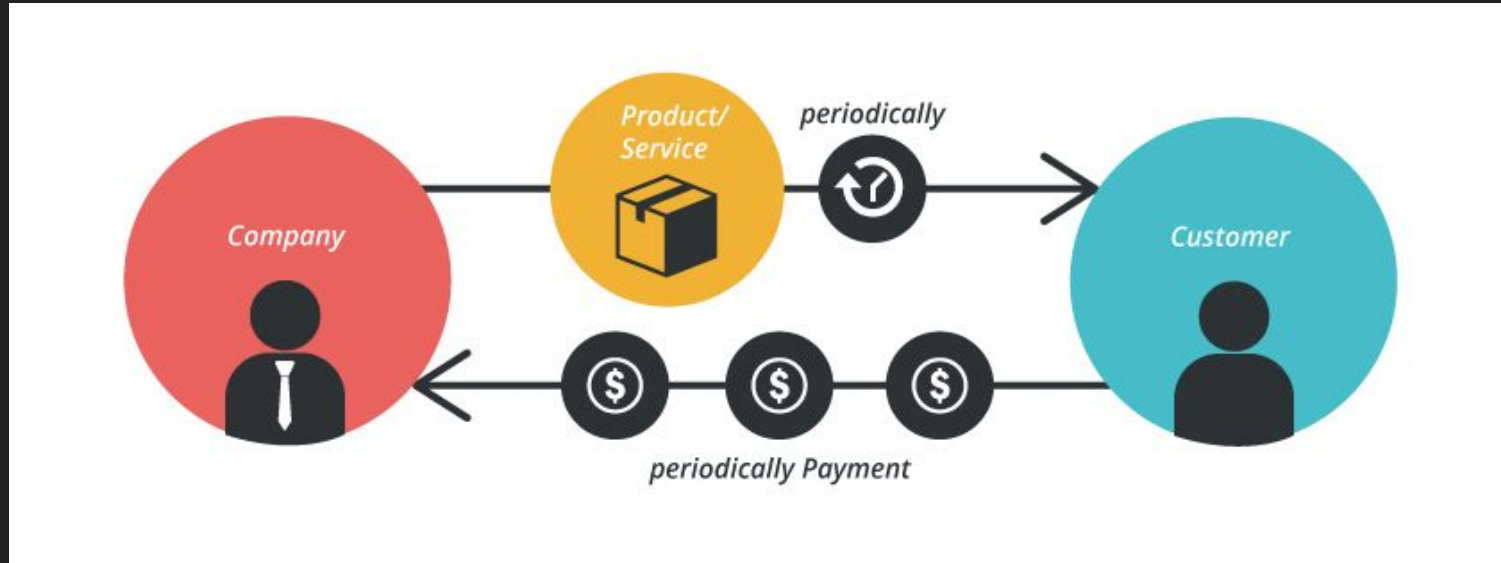 Product/
Service
periodically
Company
Customer
$ $ $
periodically Payment